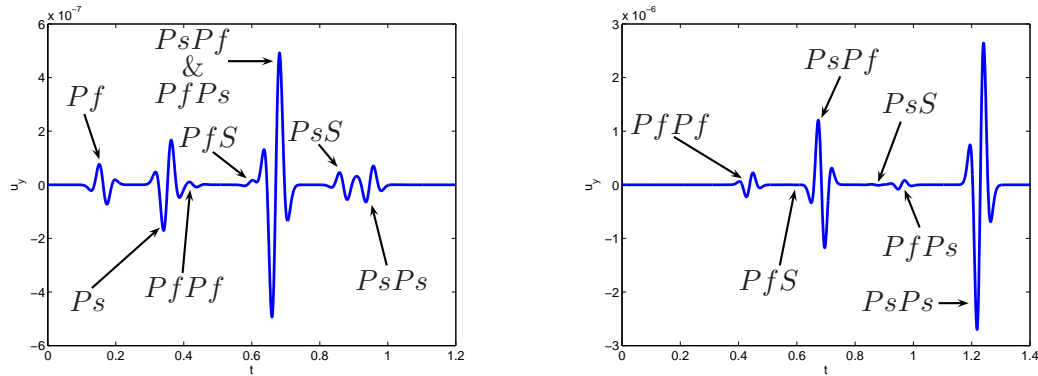 x 10⁻⁷
6
4
2
0
−2
−4
−6
u_y
0 0.2 0.4 0.6 0.8 1 1.2
t
Pf
Ps
PfPf
PfS
PsPf
&
PfPs
PsS
PsPs
x 10⁻⁶
3
2
1
0
−1
−2
−3
u_y
0 0.2 0.4 0.6 0.8 1 1.2 1.4
t
PfPf
PfS
PsPf
PsS
PfPs
PsPs